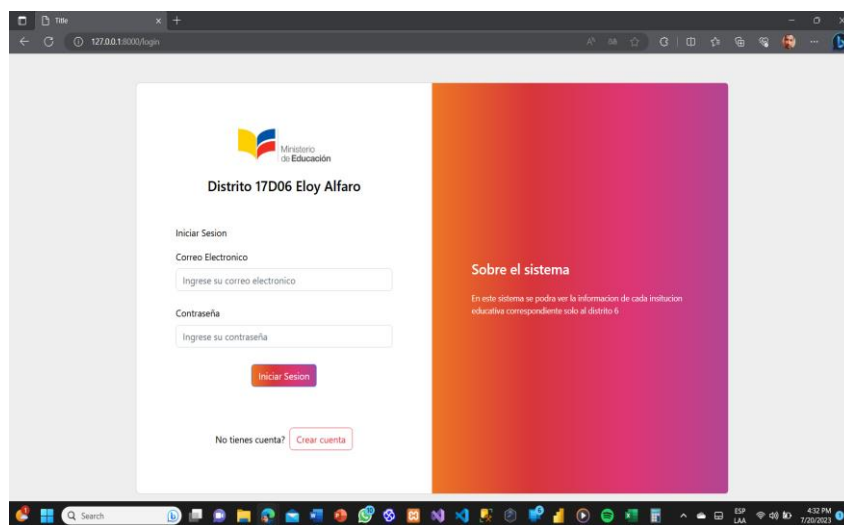 Title
127.0.0.1:8000/login
Ministerio
de Educación
Distrito 17D06 Eloy Alfaro
Iniciar Sesion
Correo Electronico
Ingrese su correo electronico
Contraseña
Ingrese su contraseña
Iniciar Sesion
No tienes cuenta? Crear cuenta
Sobre el sistema
En este sistema se podra ver la informacion de cada insitucion
educativa correspondiente solo al distrito 6
Search
ESP
LAA
4:32 PM
7/20/2023